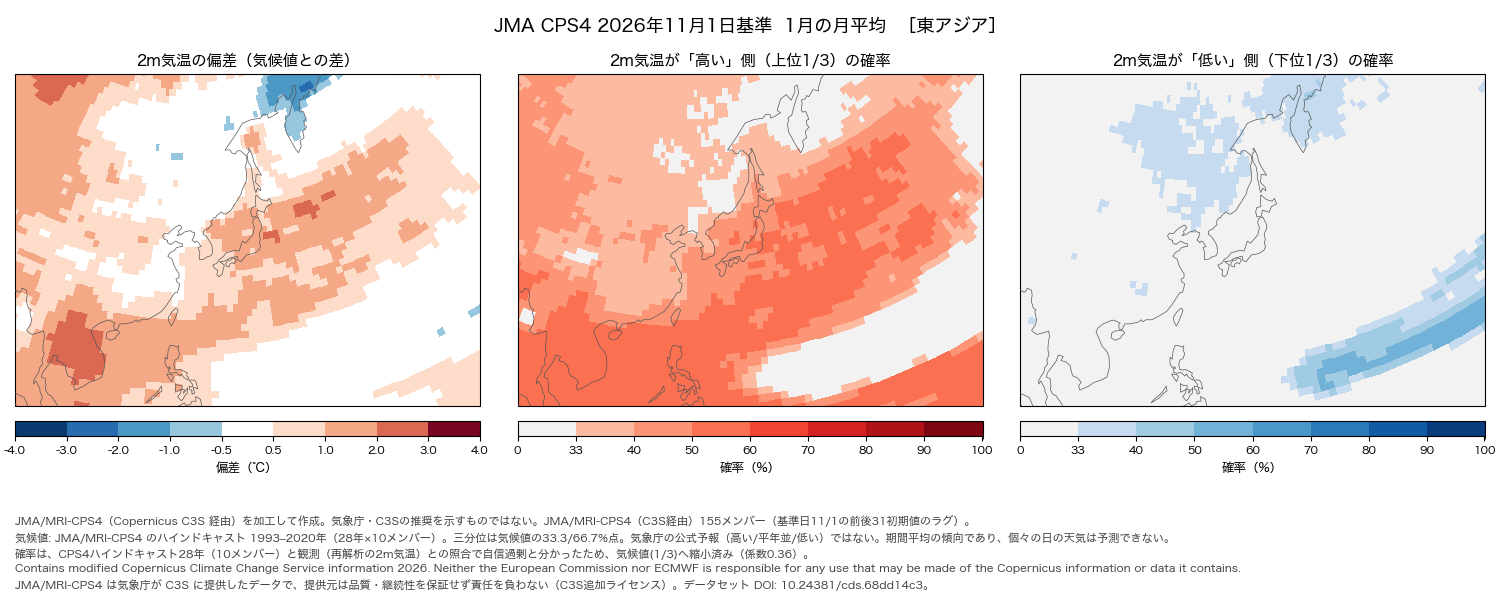 JMA CPS4 2026年11月1日基準 1月の月平均 ［東アジア］
2m気温の偏差（気候値との差）
2m気温が「高い」側（上位1/3）の確率
2m気温が「低い」側（下位1/3）の確率
-4.0 -3.0 -2.0 -1.0 -0.5 0.5 1.0 2.0 3.0 4.0
偏差（℃）
0 33 40 50 60 70 80 90 100
確率（%）
0 33 40 50 60 70 80 90 100
確率（%）
JMA/MRI-CPS4（Copernicus C3S 経由）を加工して作成。気象庁・C3Sの推奨を示すものではない。JMA/MRI-CPS4（C3S経由）155メンバー（基準日11/1の前後31初期値のラグ）。
気候値: JMA/MRI-CPS4 のハインドキャスト 1993–2020年（28年×10メンバー）。三分位は気候値の33.3/66.7%点。気象庁の公式予報（高い/平年並/低い）ではない。期間平均の傾向であり、個々の日の天気は予測できない。
確率は、CPS4ハインドキャスト28年（10メンバー）と観測（再解析の2m気温）との照合で自信過剰と分かったため、気候値(1/3)へ縮小済み（係数0.36）。
Contains modified Copernicus Climate Change Service information 2026. Neither the European Commission nor ECMWF is responsible for any use that may be made of the Copernicus information or data it contains.
JMA/MRI-CPS4 は気象庁が C3S に提供したデータで、提供元は品質・継続性を保証せず責任を負わない（C3S追加ライセンス）。データセット DOI: 10.24381/cds.68dd14c3。